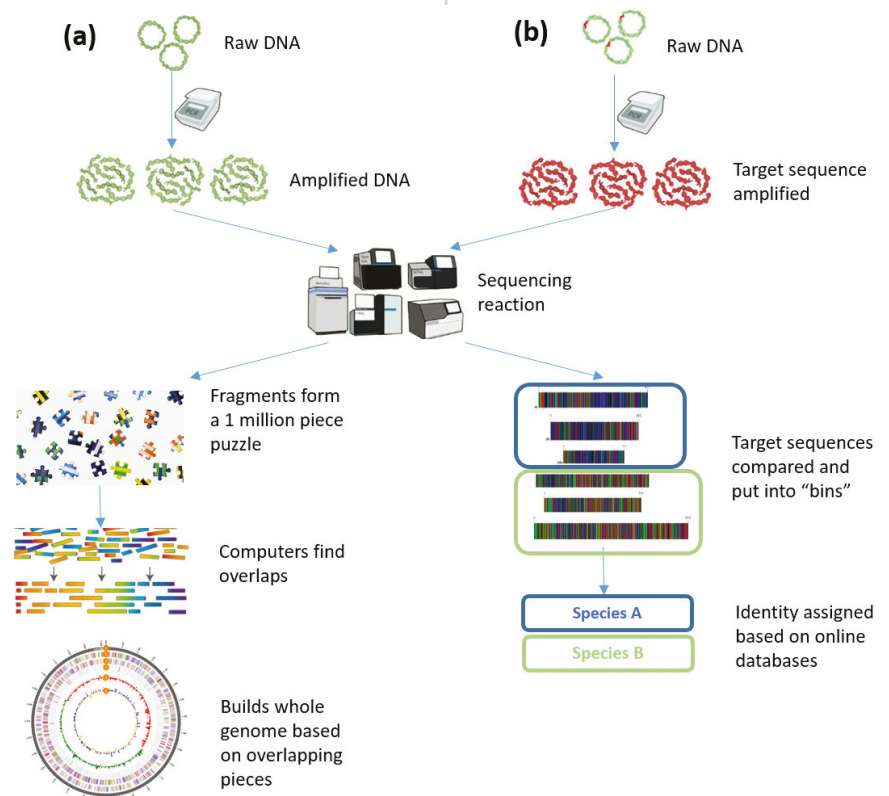 (a)
Raw DNA
(b)
Raw DNA
PCR
PCR
Amplified DNA
Target sequence
amplified
Sequencing
reaction
Fragments form
a 1 million piece
puzzle
Target sequences
compared and
put into “bins”
Computers find
overlaps
Species A
Species B
Identity assigned
based on online
databases
Builds whole
genome based
on overlapping
pieces